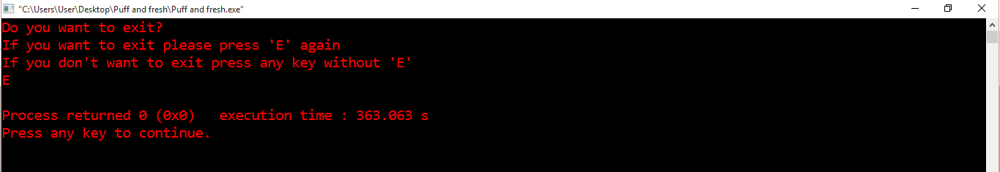 "C:\Users\User\Desktop\Puff and fresh\Puff and fresh.exe"
Do you want to exit?
If you want to exit please press 'E' again
If you don't want to exit press any key without 'E'
E
Process returned 0 (0x0)   execution time : 363.063 s
Press any key to continue.